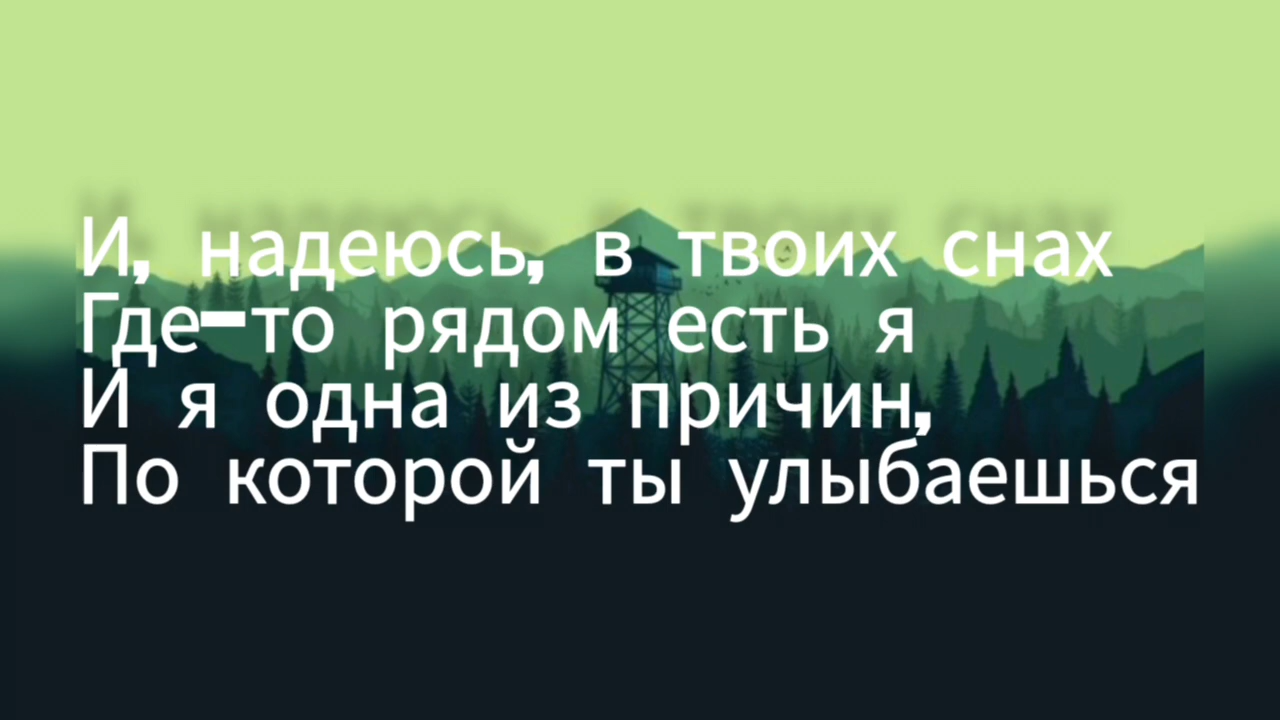 И, надеюсь, в твоих снах
Где-то рядом есть я
И я одна из причин,
По которой ты улыбаешься